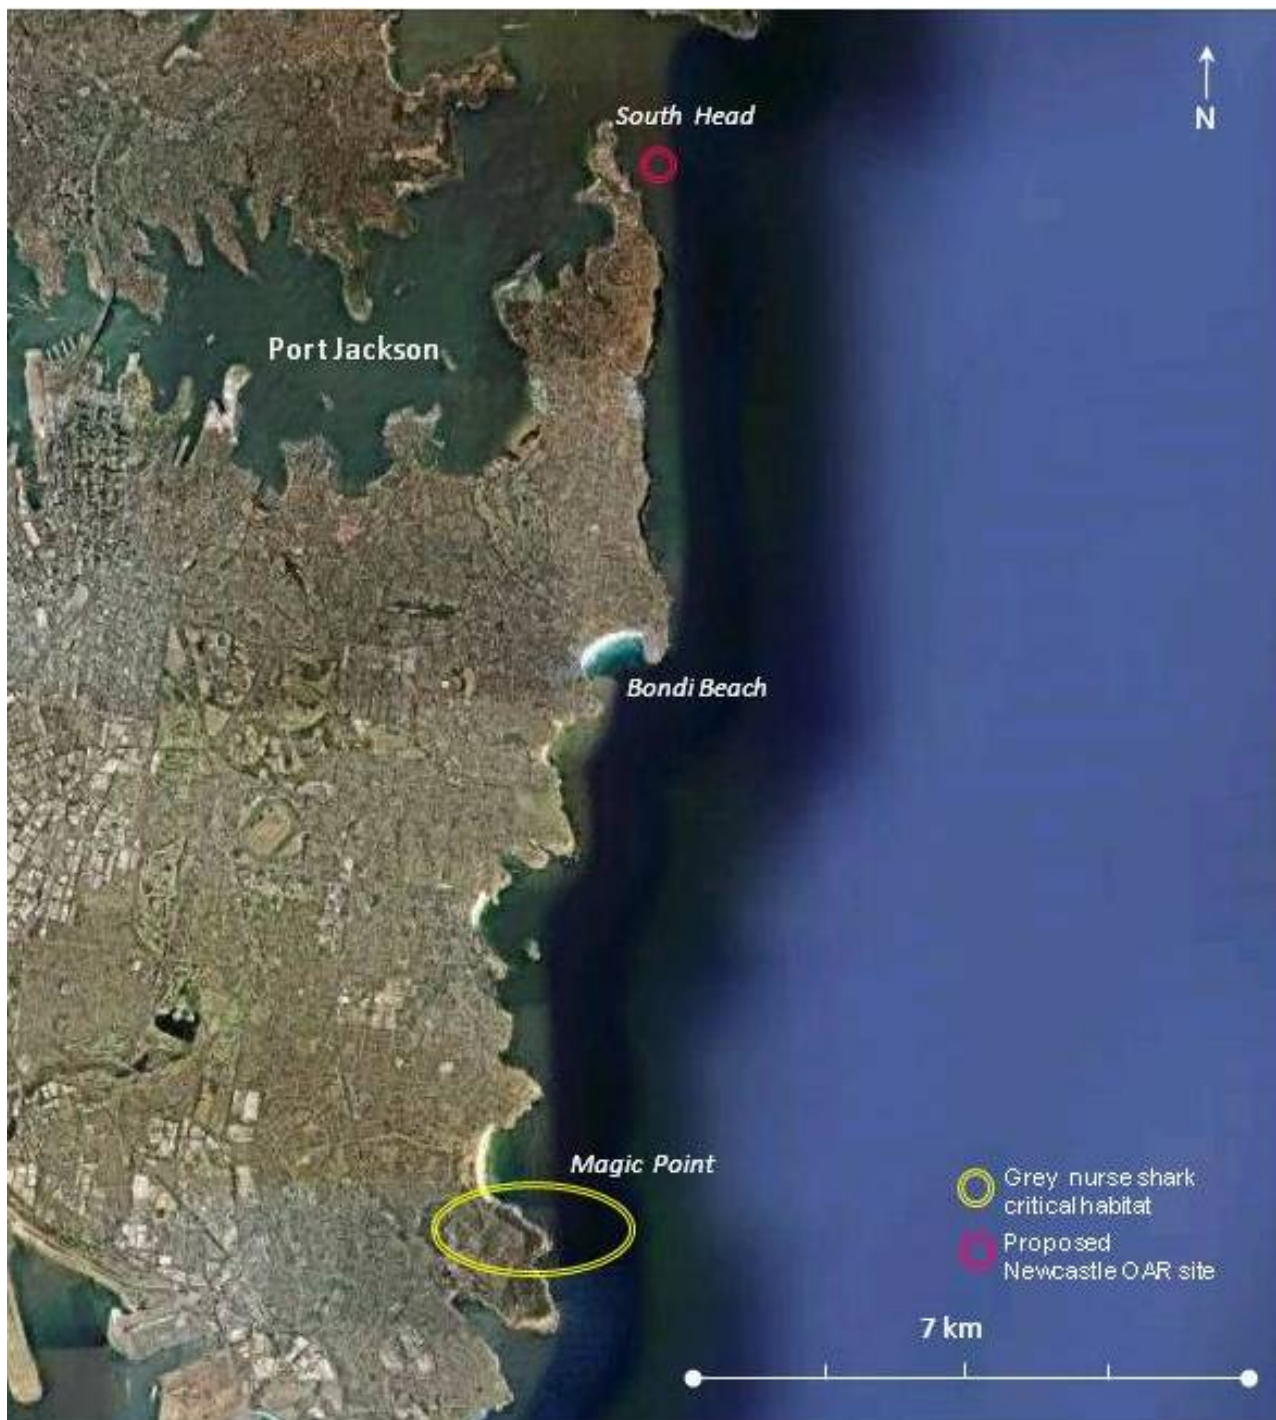 South Head
N
Port Jackson
Bondi Beach
Magic Point
Grey nurse shark
critical habitat
Proposed
Newcastle OAR site
7 km